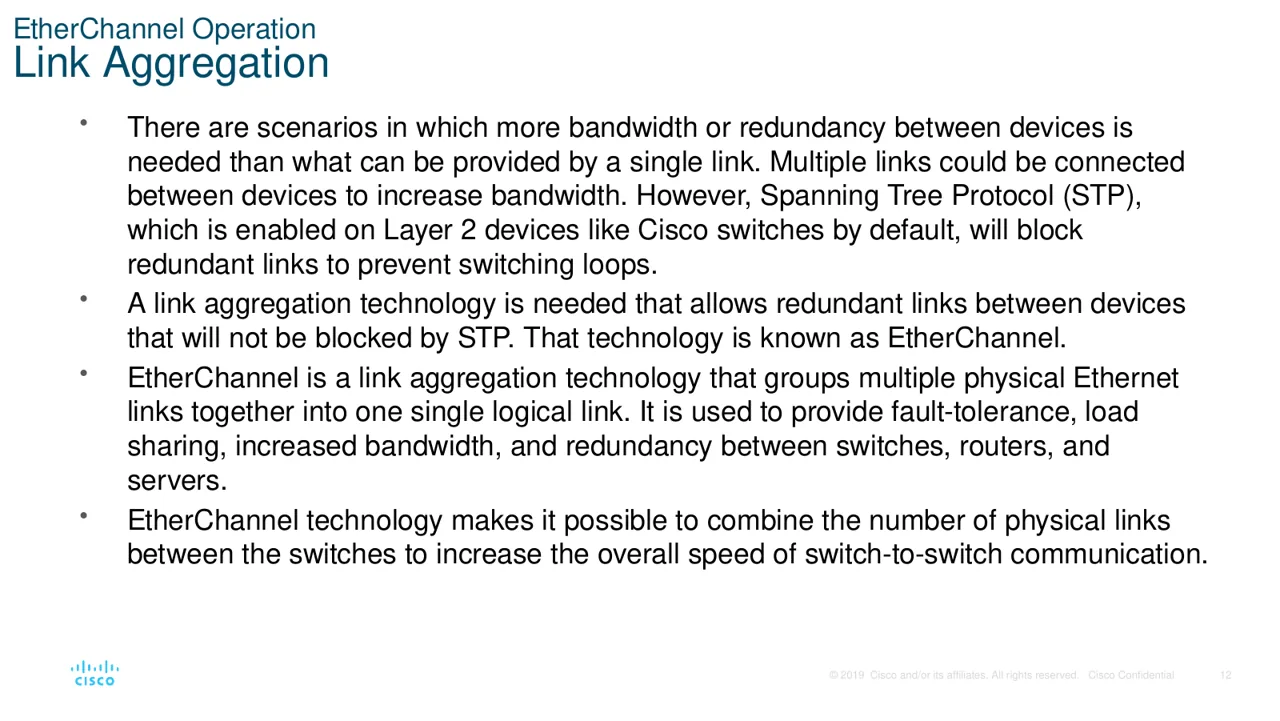 EtherChannel Operation
Link Aggregation
• There are scenarios in which more bandwidth or redundancy between devices is
needed than what can be provided by a single link. Multiple links could be connected
between devices to increase bandwidth. However, Spanning Tree Protocol (STP),
which is enabled on Layer 2 devices like Cisco switches by default, will block
redundant links to prevent switching loops.
• A link aggregation technology is needed that allows redundant links between devices
that will not be blocked by STP. That technology is known as EtherChannel.
• EtherChannel is a link aggregation technology that groups multiple physical Ethernet
links together into one single logical link. It is used to provide fault-tolerance, load
sharing, increased bandwidth, and redundancy between switches, routers, and
servers.
• EtherChannel technology makes it possible to combine the number of physical links
between the switches to increase the overall speed of switch-to-switch communication.
CISCO
© 2019 Cisco and/or its affiliates. All rights reserved. Cisco Confidential 12